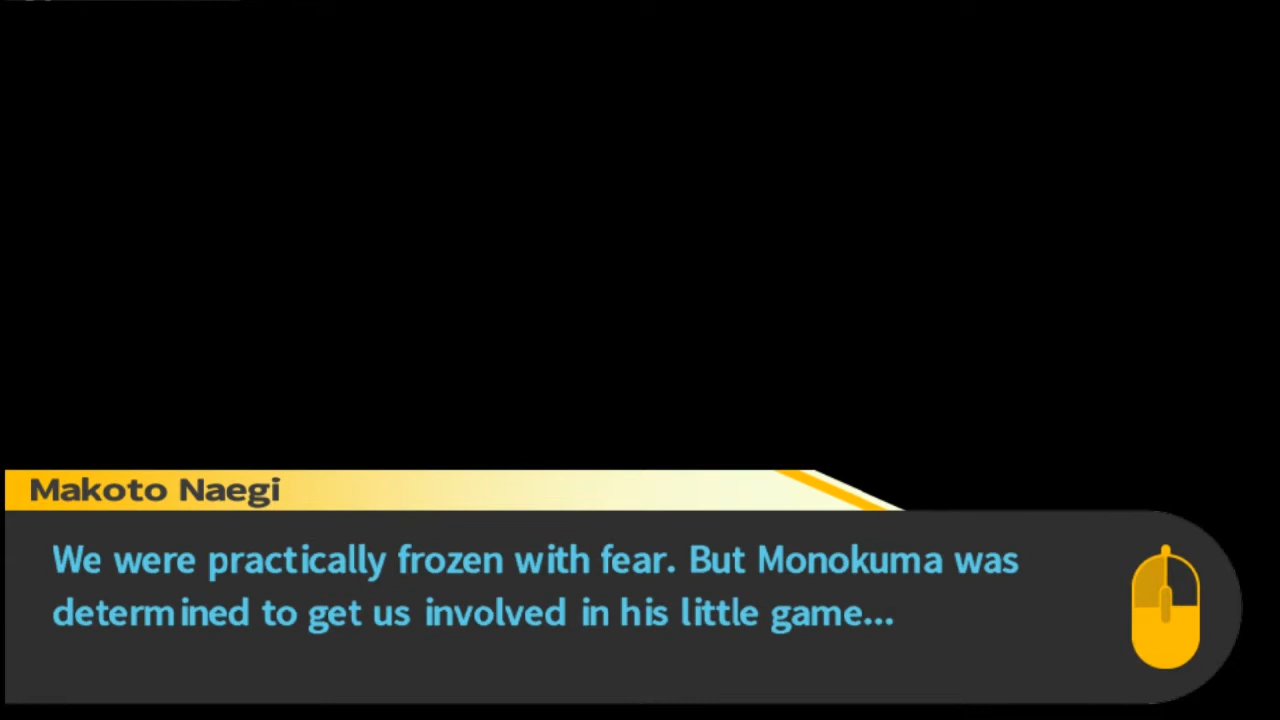 Makoto Naegi
We were practically frozen with fear. But Monokuma was
determined to get us involved in his little game...